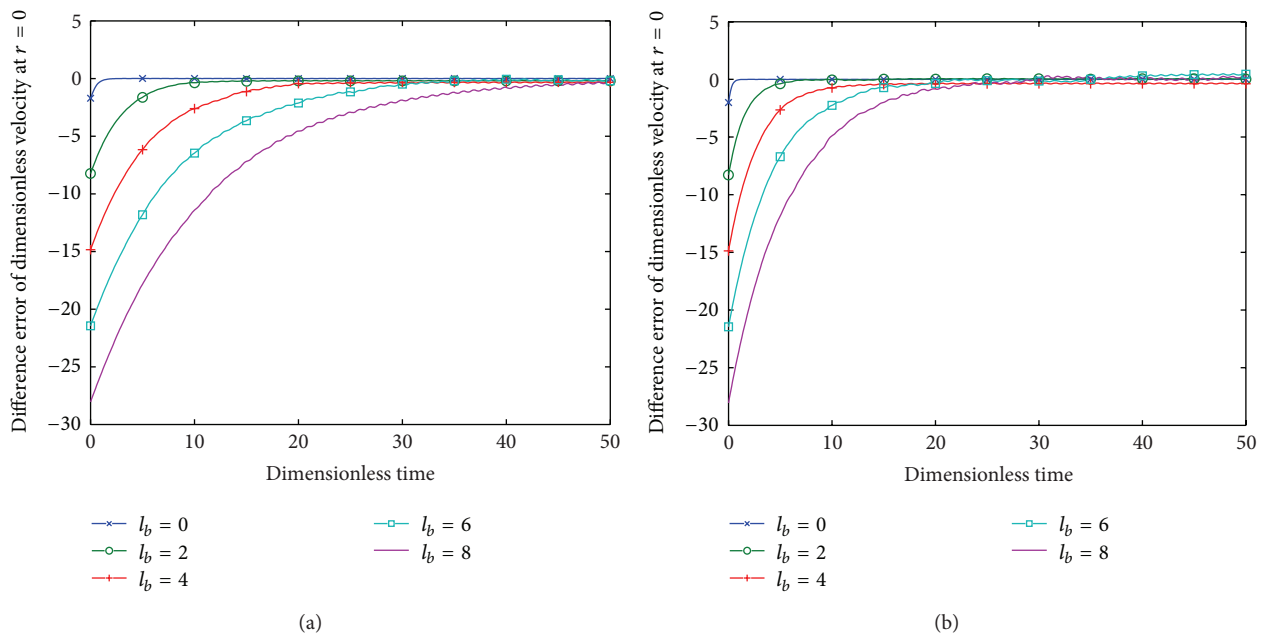 Difference error of dimensionless velocity at r = 0
5
0
−5
−10
−15
−20
−25
−30
0
10
20
30
40
50
Dimensionless time
l_b = 0
l_b = 2
l_b = 4
l_b = 6
l_b = 8
(a)
Difference error of dimensionless velocity at r = 0
5
0
−5
−10
−15
−20
−25
−30
0
10
20
30
40
50
Dimensionless time
l_b = 0
l_b = 2
l_b = 4
l_b = 6
l_b = 8
(b)